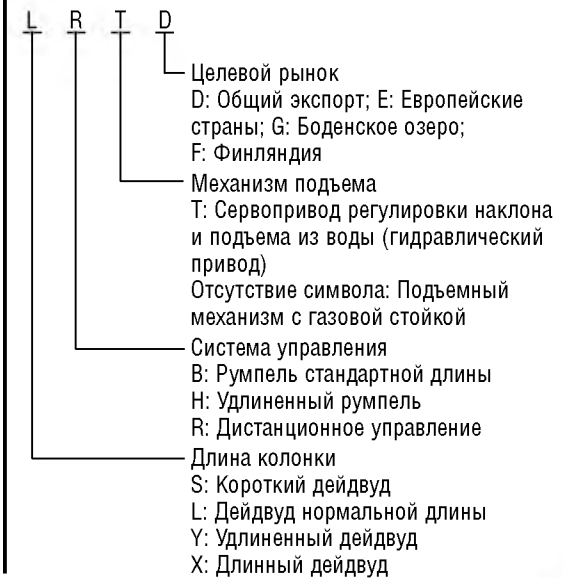 L R T D
Целевой рынок
D: Общий экспорт; E: Европейские
страны; G: Боденское озеро;
F: Финляндия
Механизм подъема
T: Сервопривод регулировки наклона
и подъема из воды (гидравлический
привод)
Отсутствие символа: Подъемный
механизм с газовой стойкой
Система управления
B: Румпель стандартной длины
H: Удлиненный румпель
R: Дистанционное управление
Длина колонки
S: Короткий дейдвуд
L: Дейдвуд нормальной длины
Y: Удлиненный дейдвуд
X: Длинный дейдвуд